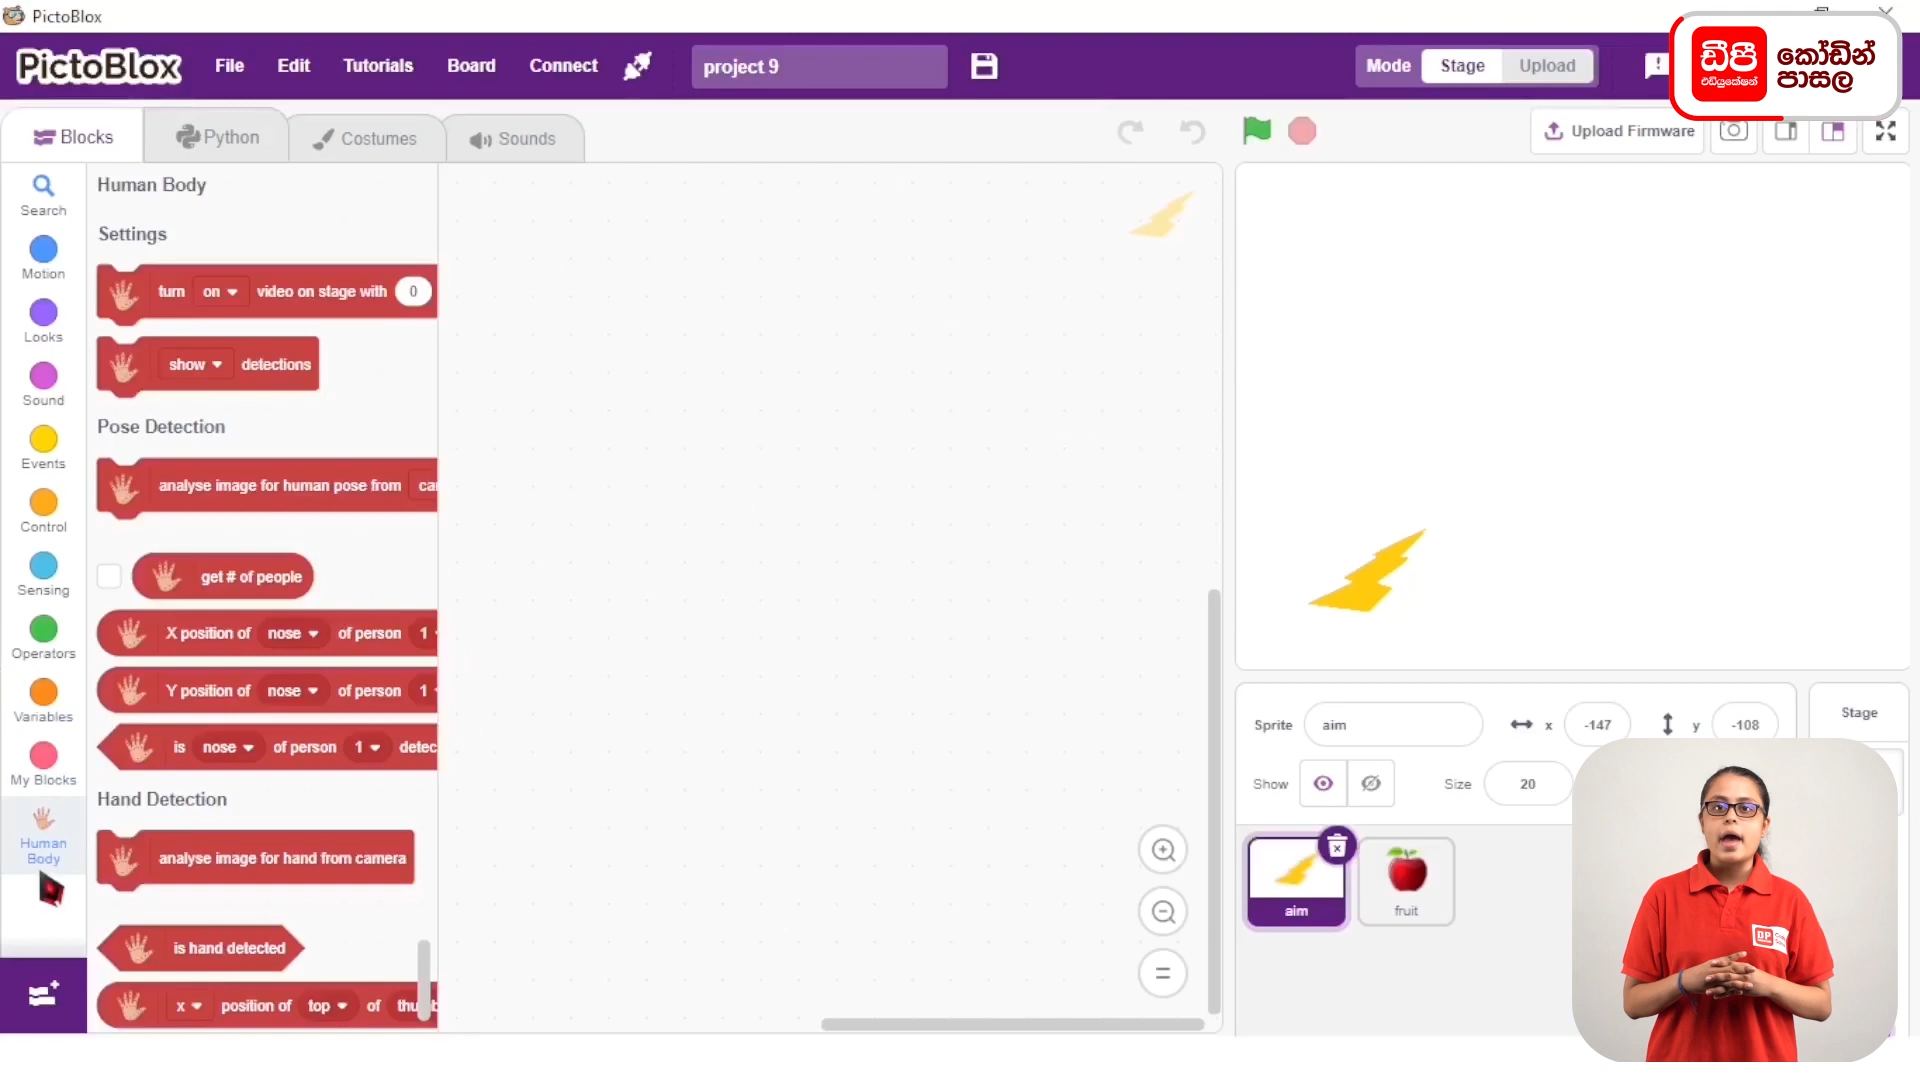 PictoBlox
PictoBlox File Edit Tutorials Board Connect project 9 Mode Stage Upload
ඩීපී
එඩියුකේෂන්
කෝඩින්
පාසල
Blocks Python Costumes Sounds Upload Firmware
Search
Motion
Looks
Sound
Events
Control
Sensing
Operators
Variables
My Blocks
Human
Body
Human Body
Settings
turn on video on stage with 0
show detections
Pose Detection
analyse image for human pose from
get # of people
X position of nose of person 1
Y position of nose of person 1
is nose of person 1 detec
Hand Detection
analyse image for hand from camera
is hand detected
x position of top of
Sprite aim x -147 y -108
Show Size 20
Stage
aim
fruit
DP